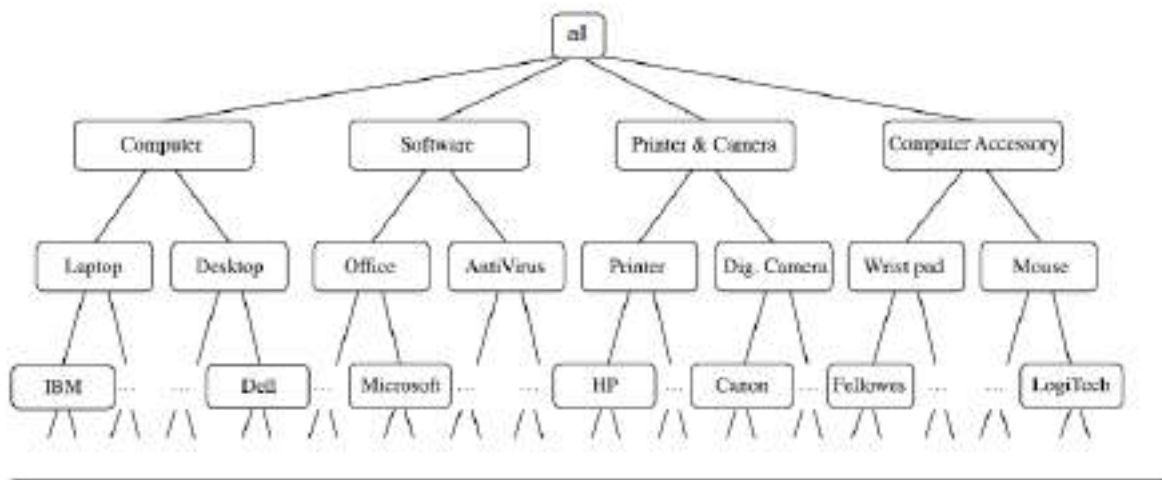 all
Computer Software Printer & Camera Computer Accessory
Laptop Desktop Office AntiVirus Printer Dig. Camera Wrist pad Mouse
IBM ... ... Dell ... Microsoft ... ... HP ... Canon ... Fellowes ... ... LogiTech